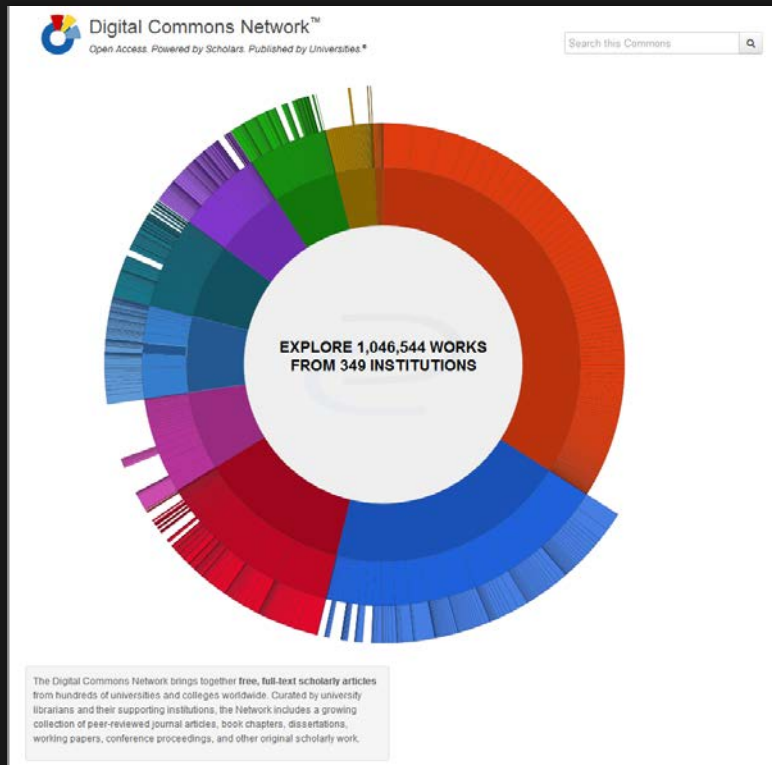 Digital Commons Network™
Open Access. Powered by Scholars. Published by Universities.®
Search this Commons
EXPLORE 1,046,544 WORKS
FROM 349 INSTITUTIONS
The Digital Commons Network brings together free, full-text scholarly articles
from hundreds of universities and colleges worldwide. Curated by university
librarians and their supporting institutions, the Network includes a growing
collection of peer-reviewed journal articles, book chapters, dissertations,
working papers, conference proceedings, and other original scholarly work.